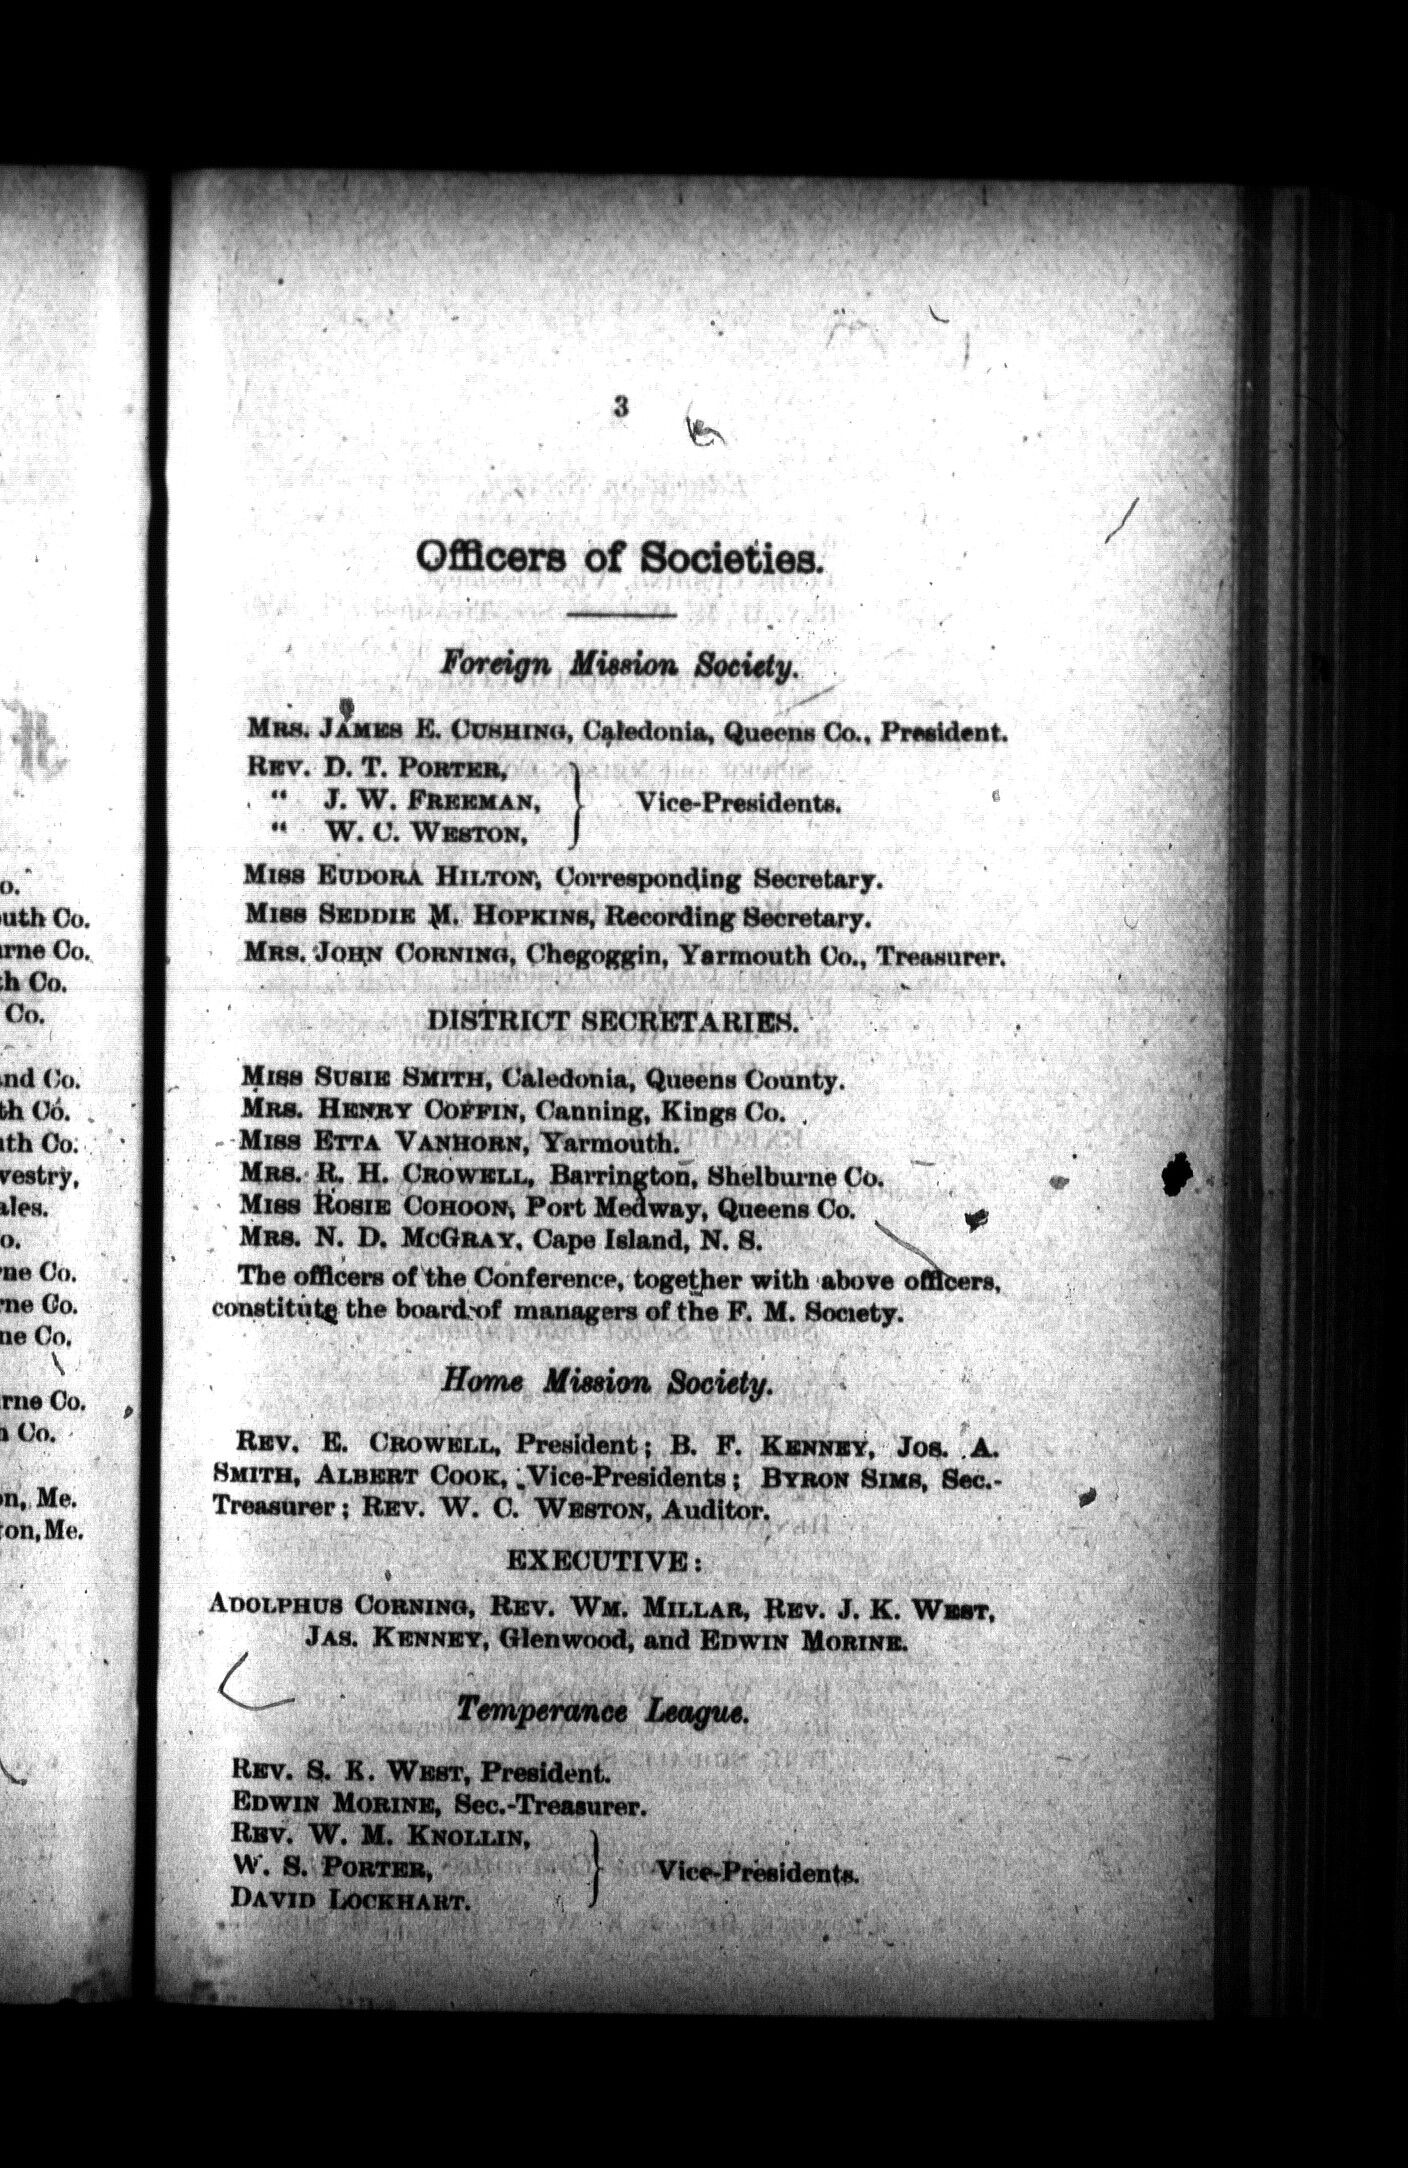 3
Officers of Societies.
Foreign Mission Society.
MRS. JAMES E. CUSHING, Caledonia, Queens Co., President.
REV. D. T. PORTER,
“ J. W. FREEMAN, } Vice-Presidents.
“ W. C. WESTON,
MISS EUDORA HILTON, Corresponding Secretary.
MISS SEDDIE M. HOPKINS, Recording Secretary.
MRS. JOHN CORNING, Chegoggin, Yarmouth Co., Treasurer.
DISTRICT SECRETARIES.
MISS SUSIE SMITH, Caledonia, Queens County.
MRS. HENRY COFFIN, Canning, Kings Co.
MISS ETTA VANHORN, Yarmouth.
MRS. R. H. CROWELL, Barrington, Shelburne Co.
MISS ROSIE COHOON, Port Medway, Queens Co.
MRS. N. D. MCGRAY, Cape Island, N. S.
The officers of the Conference, together with above officers,
constitute the board of managers of the F. M. Society.
Home Mission Society.
REV. E. CROWELL, President; B. F. KENNEY, JOS. A.
SMITH, ALBERT COOK, Vice-Presidents; BYRON SIMS, Sec.-
Treasurer; REV. W. C. WESTON, Auditor.
EXECUTIVE:
ADOLPHUS CORNING, REV. WM. MILLAR, REV. J. K. WEST,
JAS. KENNEY, Glenwood, and EDWIN MORINE.
Temperance League.
REV. S. K. WEST, President.
EDWIN MORINE, Sec.-Treasurer.
REV. W. M. KNOLLIN,
W. S. PORTER, } Vice-Presidents.
DAVID LOCKHART.